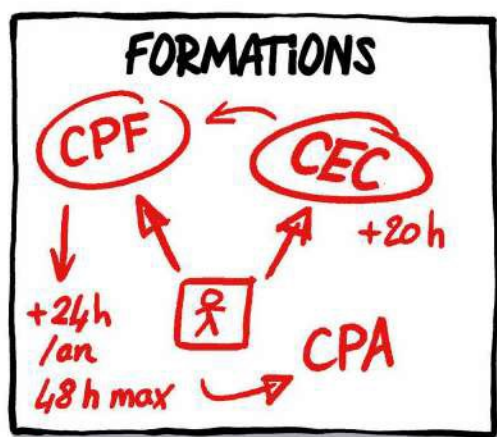 FORMATIONS
CPF
CEC
+20h
+24h
/an
48h max
CPA